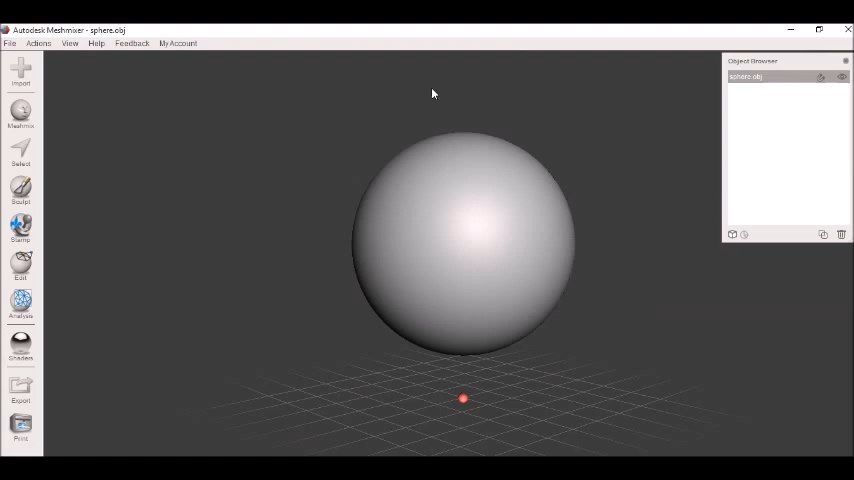 Autodesk Meshmixer - sphere.obj
File Actions View Help Feedback My Account
Import
Meshmix
Select
Sculpt
Stamp
Edit
Analysis
Shaders
Export
Print
Object Browser
sphere.obj